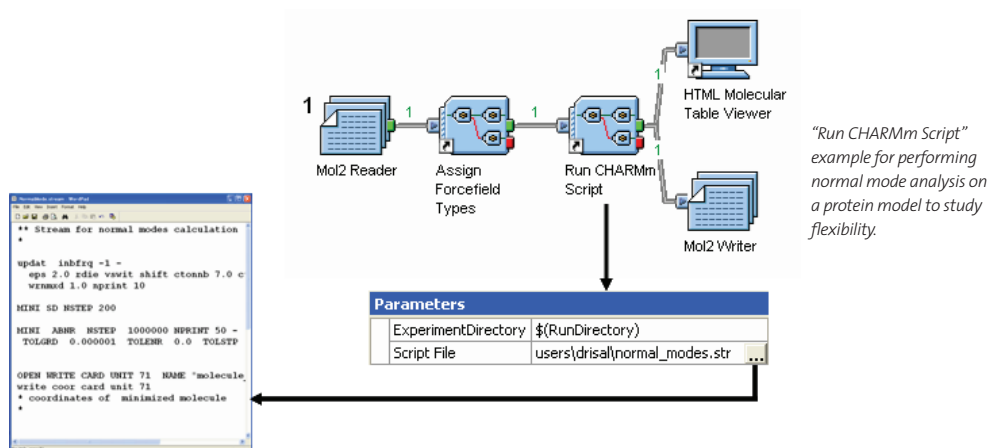 1
Mol2 Reader
1
Assign
Forcefield
Types
1
Run CHARMm
Script
1
HTML Molecular
Table Viewer
1
Mol2 Writer
"Run CHARMm Script"
example for performing
normal mode analysis on
a protein model to study
flexibility.
Parameters
ExperimentDirectory $(RunDirectory)
Script File users\drisal\normal_modes.str ...
** Stream for normal modes calculation
*
updat inbfrq -1 -
eps 2.0 rdie vswit shift ctonnb 7.0 c
wrnmxd 1.0 nprint 10
MINI SD NSTEP 200
MINI ABNR NSTEP 1000000 NPRINT 50 -
TOLGRD 0.000001 TOLENR 0.0 TOLSTP
OPEN WRITE CARD UNIT 71 NAME "molecule_
write coor card unit 71
* coordinates of minimized molecule
*